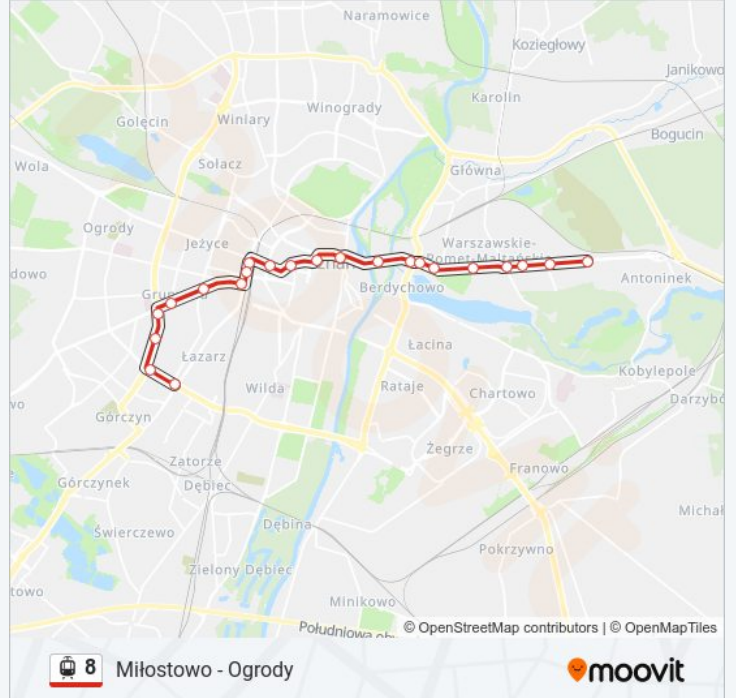 Naramowice
Koziegłowy
Janikowo
Karolin
Winogrady
Golęcin
Winiary
Bogucin
Sołacz
Wola
Główna
Ogrody
Jeżyce
Warszawskie-
Pomet-Maltańskie
dowo
Antoninek
Berdychowo
Łacina
Łazarz
Kobylepole
Rataje
Wilda
Chartowo
Darzybó
wo
Górczyn
Żegrze
Zatorze
Franowo
Górczynek
Dębiec
Michał
Dębina
Świerczewo
Pokrzywno
Zielony Dębiec
towo
Minikowo
Południowa ob
© OpenStreetMap contributors | © OpenMapTiles
8 Miłostowo - Ogrody
moovit